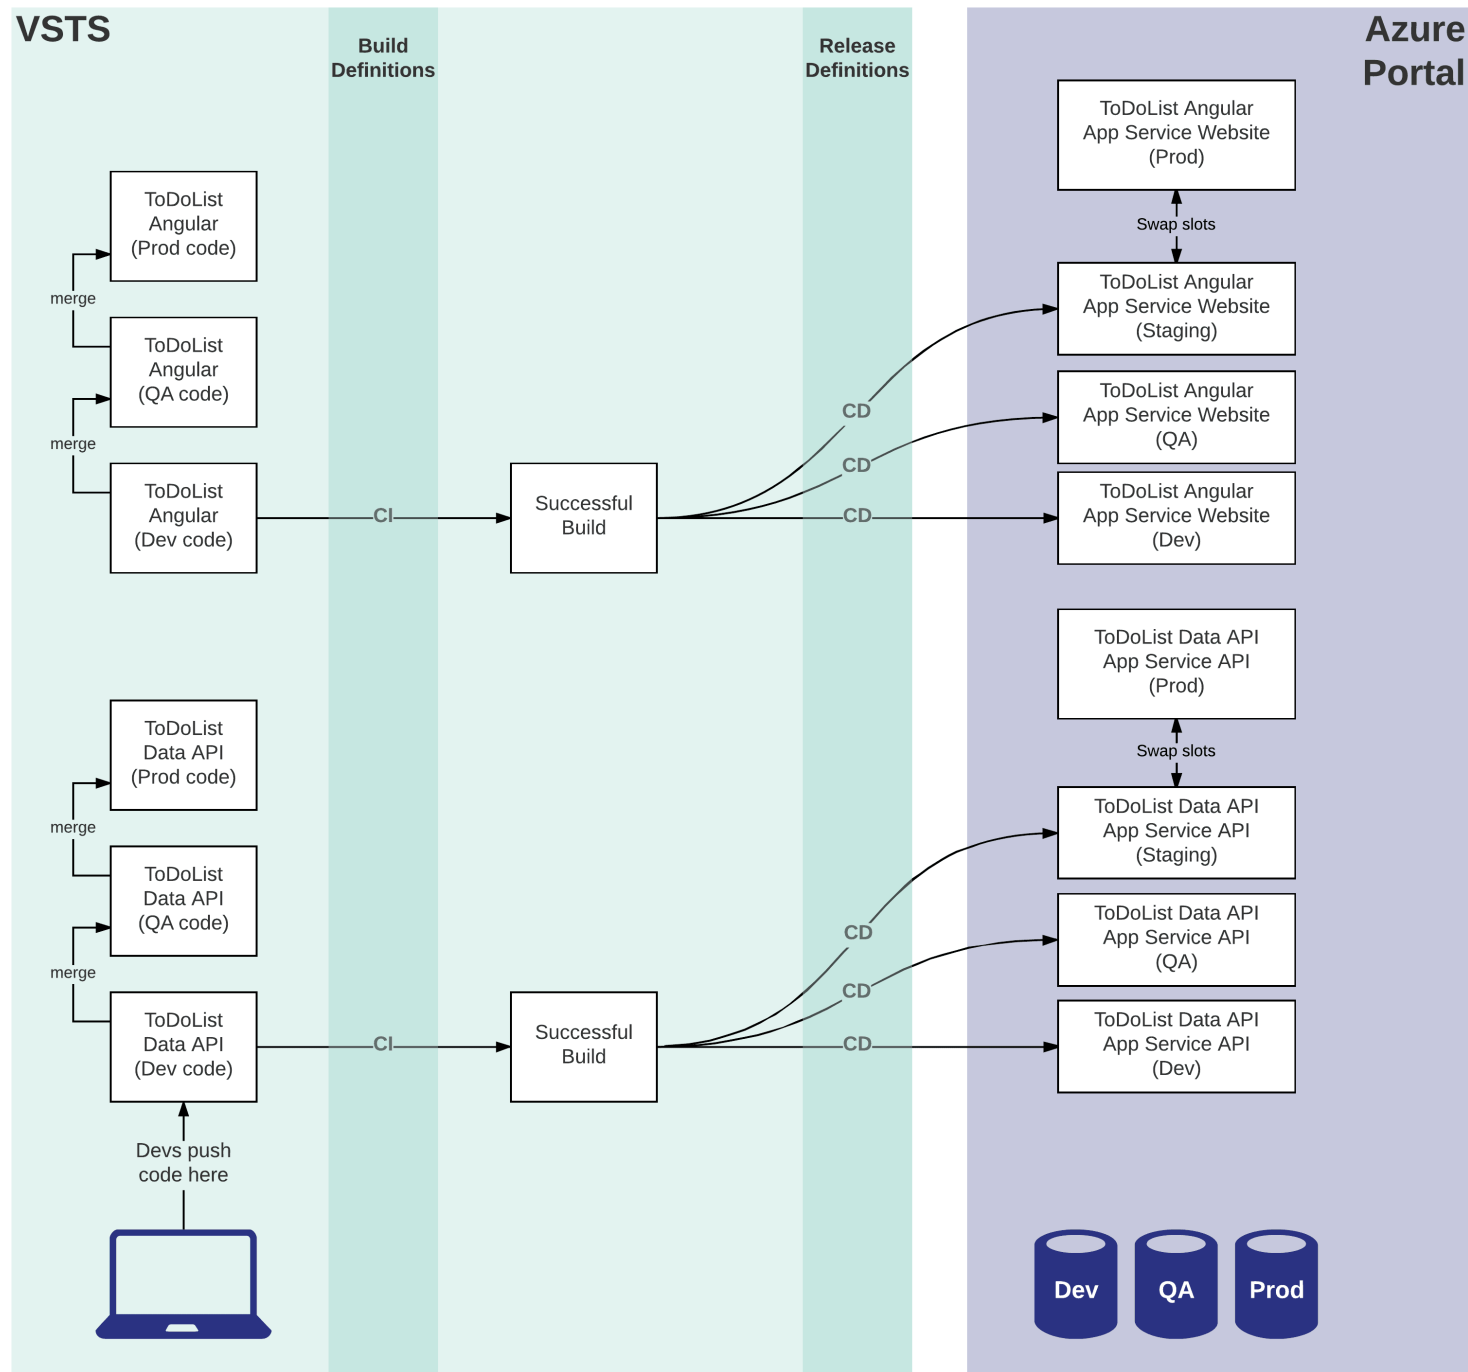 VSTS
Build
Definitions
Release
Definitions
Azure
Portal
ToDoList
Angular
(Prod code)
merge
ToDoList
Angular
(QA code)
merge
ToDoList
Angular
(Dev code)
CI
Successful
Build
CD
CD
CD
ToDoList Angular
App Service Website
(Prod)
Swap slots
ToDoList Angular
App Service Website
(Staging)
ToDoList Angular
App Service Website
(QA)
ToDoList Angular
App Service Website
(Dev)
ToDoList
Data API
(Prod code)
merge
ToDoList
Data API
(QA code)
merge
ToDoList
Data API
(Dev code)
Devs push
code here
CI
Successful
Build
CD
CD
CD
ToDoList Data API
App Service API
(Prod)
Swap slots
ToDoList Data API
App Service API
(Staging)
ToDoList Data API
App Service API
(QA)
ToDoList Data API
App Service API
(Dev)
Dev
QA
Prod